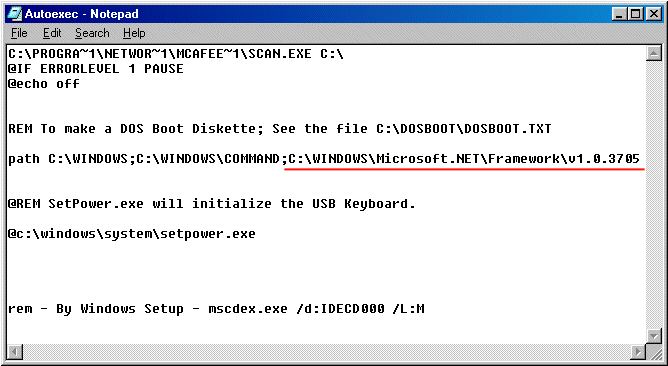 Autoexec - Notepad
File Edit Search Help
C:\PROGRA~1\NETWOR~1\MCAFEE~1\SCAN.EXE C:\
@IF ERRORLEVEL 1 PAUSE
@echo off
REM To make a DOS Boot Diskette; See the file C:\DOSBOOT\DOSBOOT.TXT
path C:\WINDOWS;C:\WINDOWS\COMMAND;C:\WINDOWS\Microsoft.NET\Framework\v1.0.3705
@REM SetPower.exe will initialize the USB Keyboard.
@c:\windows\system\setpower.exe
rem - By Windows Setup - mscdex.exe /d:IDECD000 /L:M